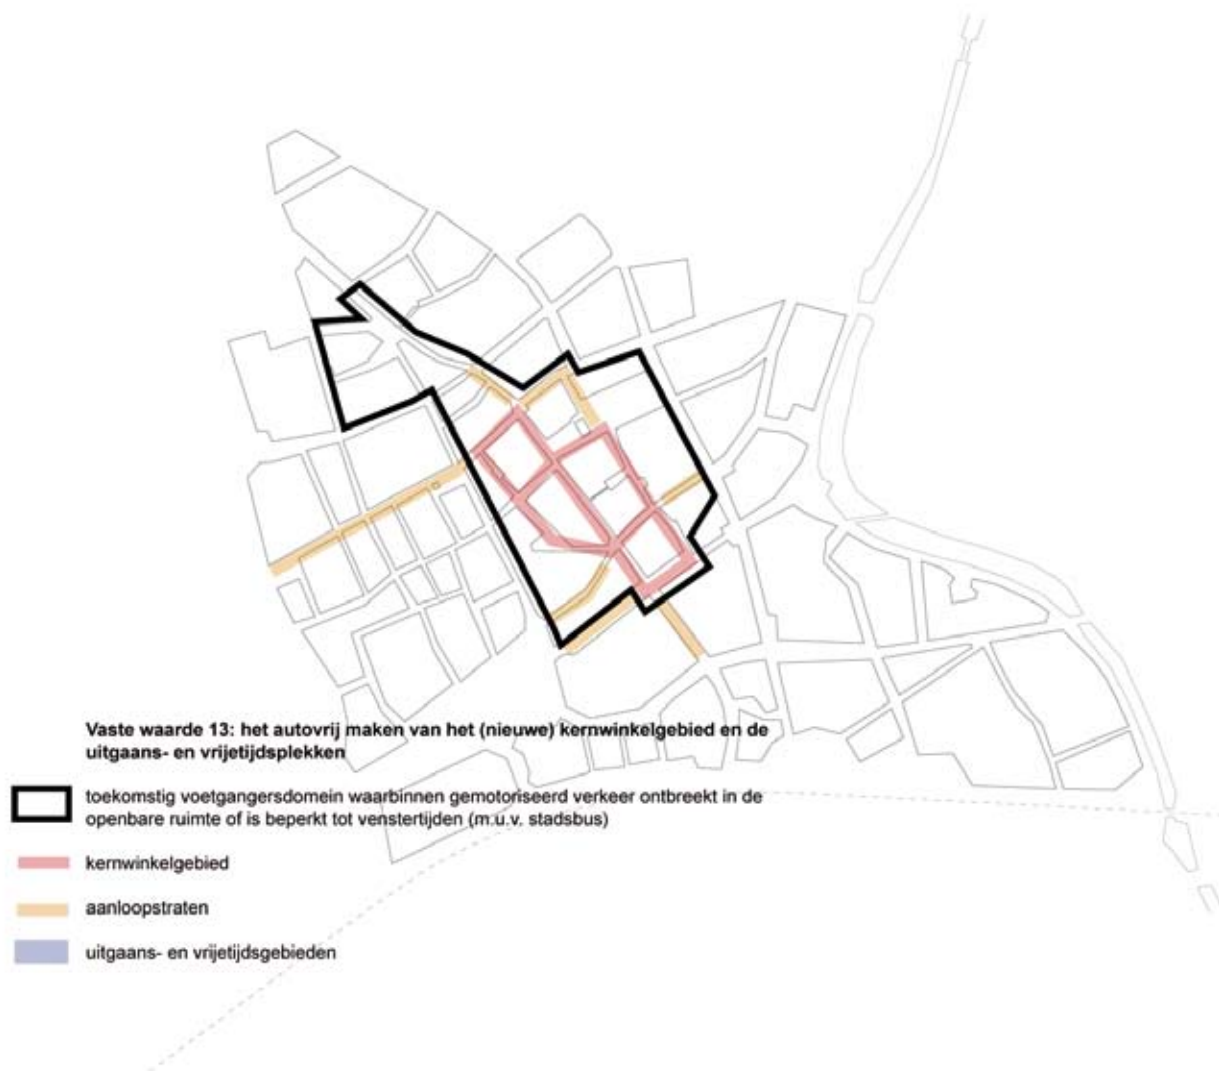 Vaste waarde 13: het autovrij maken van het (nieuwe) kernwinkelgebied en de
uitgaans- en vrijetijdsplekken
toekomstig voetgangersdomein waarbinnen gemotoriseerd verkeer ontbreekt in de
openbare ruimte of is beperkt tot venstertijden (m.u.v. stadsbus)
kernwinkelgebied
aanloopstraten
uitgaans- en vrijetijdsgebieden